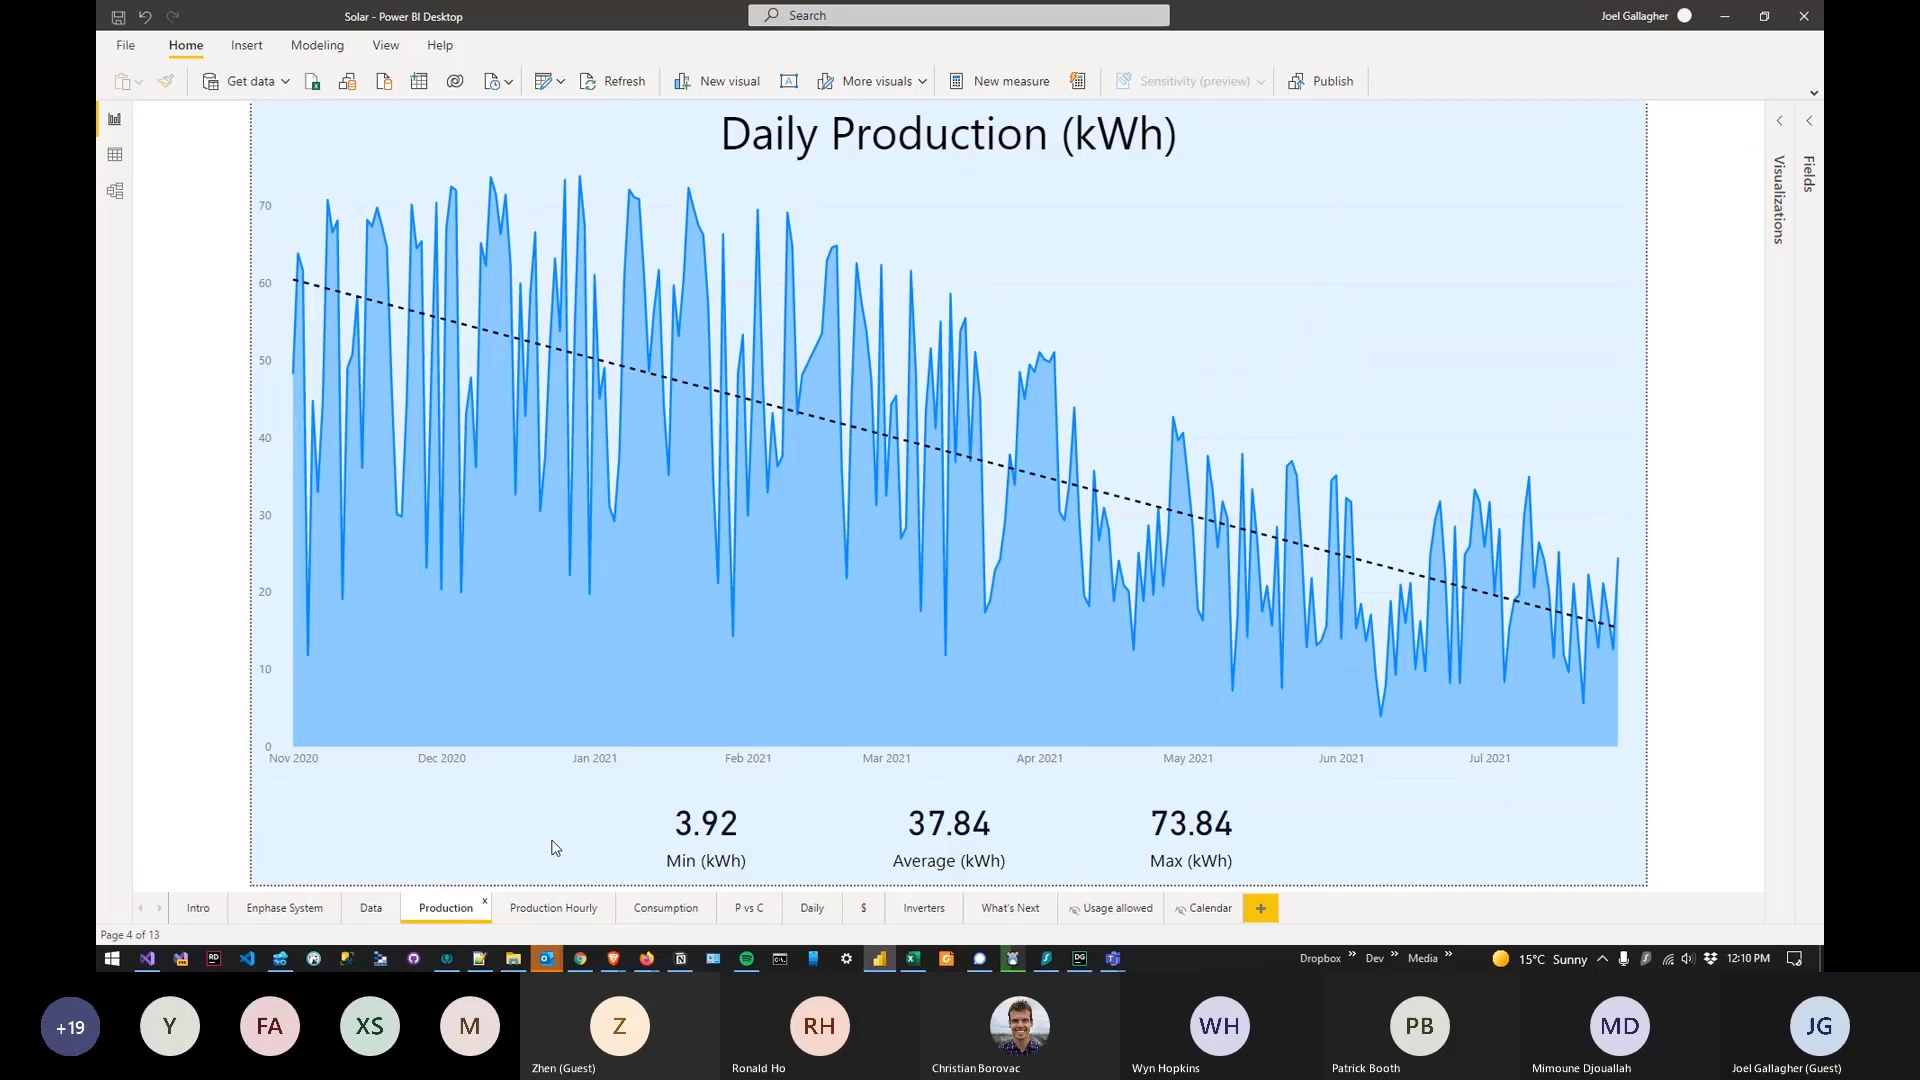 Solar - Power BI Desktop
Search
Joel Gallagher
File Home Insert Modeling View Help
Get data
Refresh
New visual
More visuals
New measure
Sensitivity (preview)
Publish
Daily Production (kWh)
Visualizations
Fields
70
60
50
40
30
20
10
0
Nov 2020 Dec 2020 Jan 2021 Feb 2021 Mar 2021 Apr 2021 May 2021 Jun 2021 Jul 2021
3.92 37.84 73.84
Min (kWh) Average (kWh) Max (kWh)
Intro Enphase System Data Production x Production Hourly Consumption P vs C Daily $ Inverters What's Next Usage allowed Calendar +
Page 4 of 13
RD DG Dropbox » Dev » Media » 15°C Sunny 12:10 PM
+19 Y FA XS M Z RH WH PB MD JG
Zhen (Guest) Ronald Ho Christian Borovac Wyn Hopkins Patrick Booth Mimoune Djouallah Joel Gallagher (Guest)